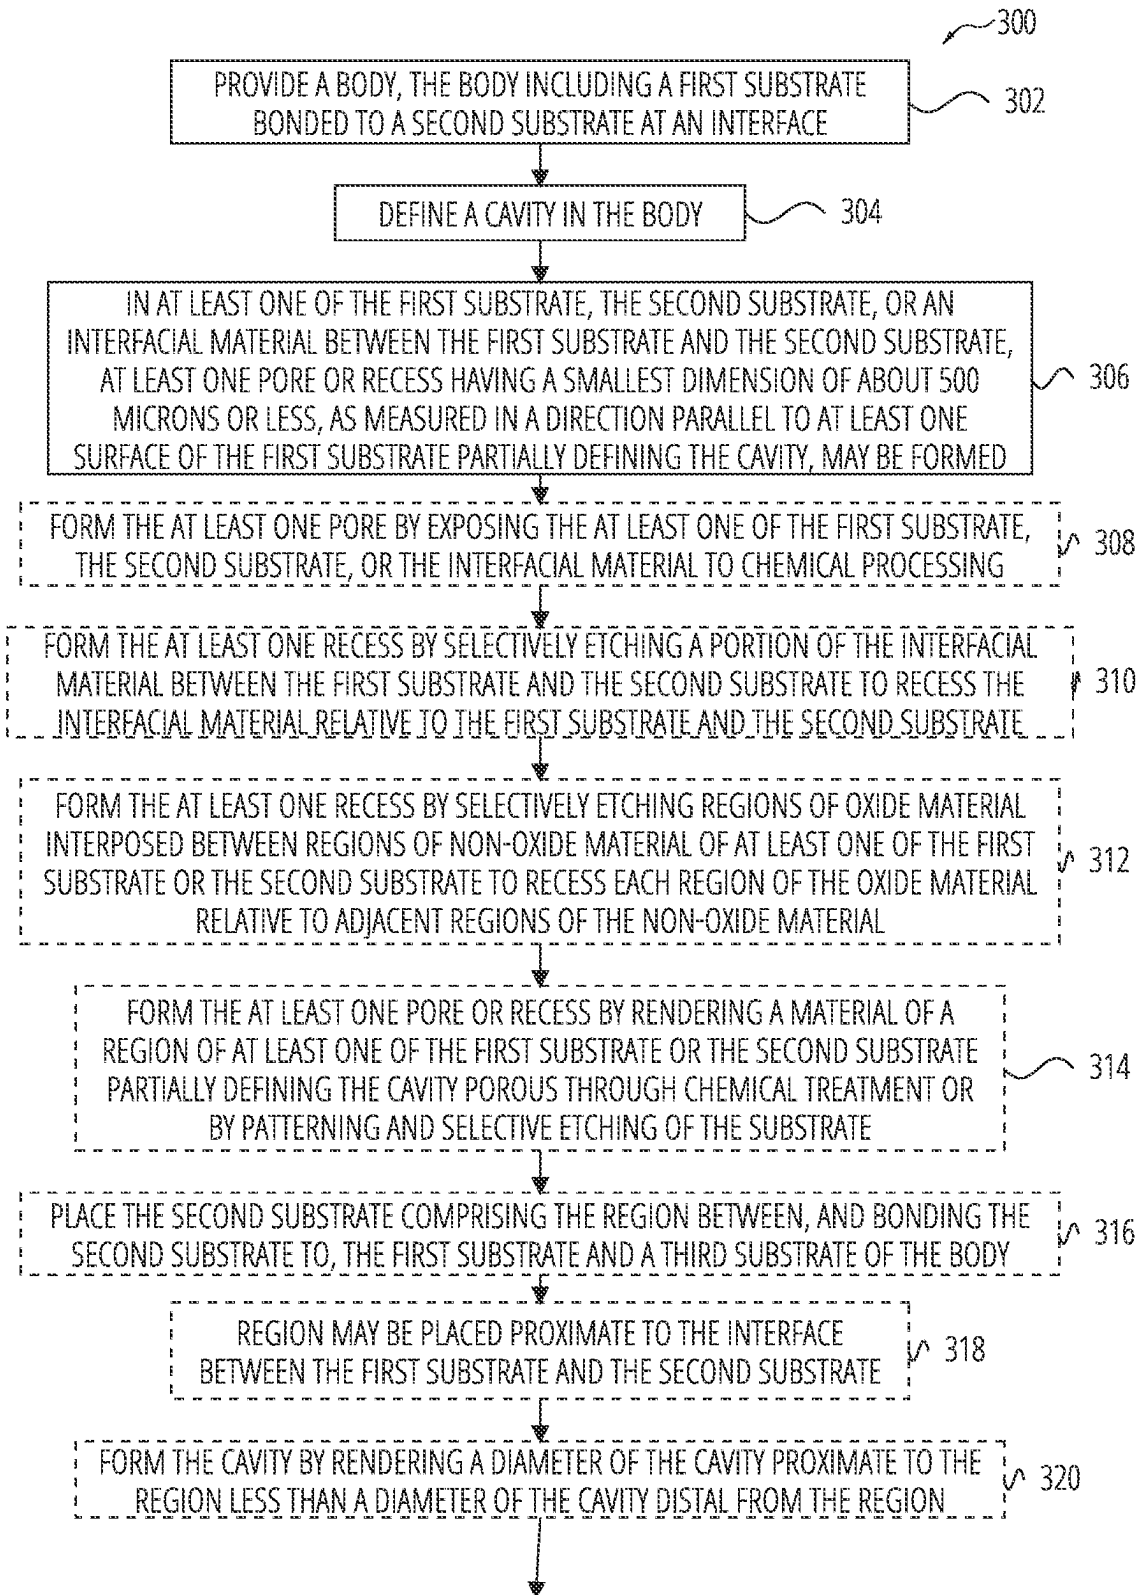 300
PROVIDE A BODY, THE BODY INCLUDING A FIRST SUBSTRATE
BONDED TO A SECOND SUBSTRATE AT AN INTERFACE
302
DEFINE A CAVITY IN THE BODY
304
IN AT LEAST ONE OF THE FIRST SUBSTRATE, THE SECOND SUBSTRATE, OR AN
INTERFACIAL MATERIAL BETWEEN THE FIRST SUBSTRATE AND THE SECOND SUBSTRATE,
AT LEAST ONE PORE OR RECESS HAVING A SMALLEST DIMENSION OF ABOUT 500
MICRONS OR LESS, AS MEASURED IN A DIRECTION PARALLEL TO AT LEAST ONE
SURFACE OF THE FIRST SUBSTRATE PARTIALLY DEFINING THE CAVITY, MAY BE FORMED
306
FORM THE AT LEAST ONE PORE BY EXPOSING THE AT LEAST ONE OF THE FIRST SUBSTRATE,
THE SECOND SUBSTRATE, OR THE INTERFACIAL MATERIAL TO CHEMICAL PROCESSING
308
FORM THE AT LEAST ONE RECESS BY SELECTIVELY ETCHING A PORTION OF THE INTERFACIAL
MATERIAL BETWEEN THE FIRST SUBSTRATE AND THE SECOND SUBSTRATE TO RECESS THE
INTERFACIAL MATERIAL RELATIVE TO THE FIRST SUBSTRATE AND THE SECOND SUBSTRATE
310
FORM THE AT LEAST ONE RECESS BY SELECTIVELY ETCHING REGIONS OF OXIDE MATERIAL
INTERPOSED BETWEEN REGIONS OF NON-OXIDE MATERIAL OF AT LEAST ONE OF THE FIRST
SUBSTRATE OR THE SECOND SUBSTRATE TO RECESS EACH REGION OF THE OXIDE MATERIAL
RELATIVE TO ADJACENT REGIONS OF THE NON-OXIDE MATERIAL
312
FORM THE AT LEAST ONE PORE OR RECESS BY RENDERING A MATERIAL OF A
REGION OF AT LEAST ONE OF THE FIRST SUBSTRATE OR THE SECOND SUBSTRATE
PARTIALLY DEFINING THE CAVITY POROUS THROUGH CHEMICAL TREATMENT OR
BY PATTERNING AND SELECTIVE ETCHING OF THE SUBSTRATE
314
PLACE THE SECOND SUBSTRATE COMPRISING THE REGION BETWEEN, AND BONDING THE
SECOND SUBSTRATE TO, THE FIRST SUBSTRATE AND A THIRD SUBSTRATE OF THE BODY
316
REGION MAY BE PLACED PROXIMATE TO THE INTERFACE
BETWEEN THE FIRST SUBSTRATE AND THE SECOND SUBSTRATE
318
FORM THE CAVITY BY RENDERING A DIAMETER OF THE CAVITY PROXIMATE TO THE
REGION LESS THAN A DIAMETER OF THE CAVITY DISTAL FROM THE REGION
320